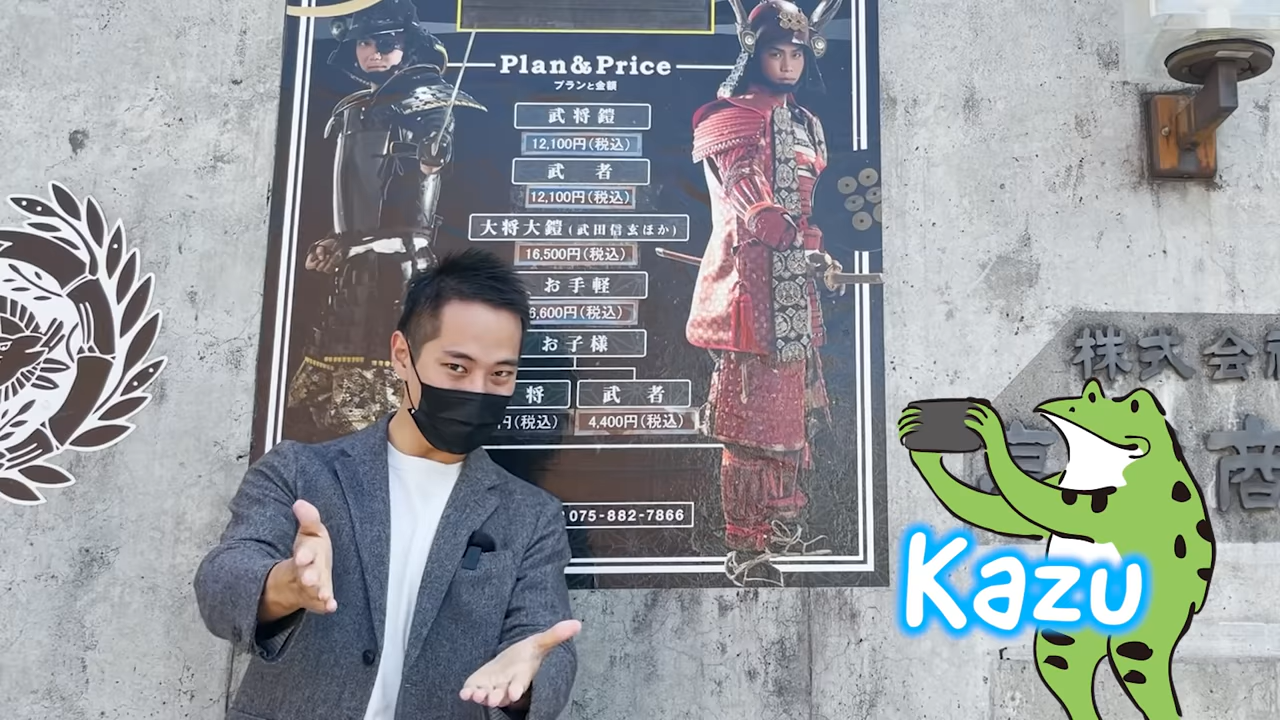 Plan&Price
プランと金額
武将鎧
12,100円(税込)
武者
12,100円(税込)
大将大鎧(武田信玄ほか)
16,500円(税込)
お手軽
6,600円(税込)
お子様
将 武者
円(税込) 4,400円(税込)
075-882-7866
株式会社
商
Kazu